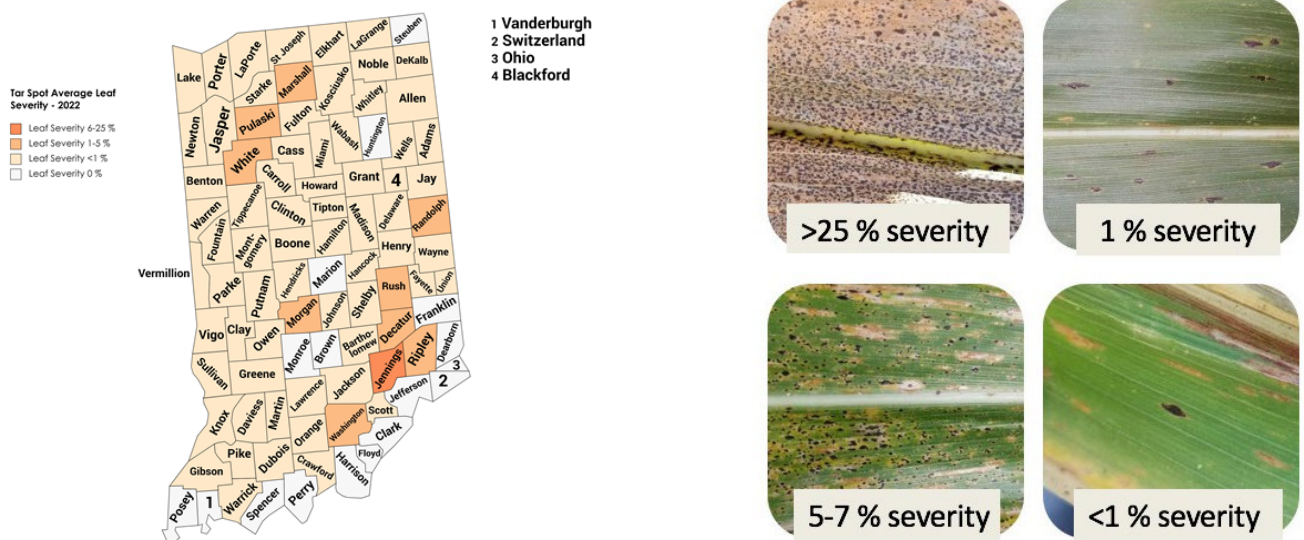 Tar Spot Average Leaf
Severity - 2022
Leaf Severity 6-25 %
Leaf Severity 1-5 %
Leaf Severity <1 %
Leaf Severity 0 %
1 Vanderburgh
2 Switzerland
3 Ohio
4 Blackford
Lake
Porter
LaPorte
St Joseph
Elkhart
LaGrange
Steuben
Noble
DeKalb
Starke
Marshall
Kosciusko
Whitley
Allen
Newton
Jasper
Pulaski
Fulton
Wabash
Huntington
Wells
Adams
White
Cass
Miami
Benton
Carroll
Howard
Grant
4
Jay
Warren
Tippecanoe
Clinton
Tipton
Madison
Delaware
Randolph
Fountain
Mont-
gomery
Boone
Hamilton
Henry
Wayne
Vermillion
Parke
Putnam
Hendricks
Marion
Hancock
Rush
Fayette
Union
Vigo
Clay
Owen
Morgan
Johnson
Shelby
Decatur
Franklin
Sullivan
Greene
Monroe
Brown
Bartho-
lomew
Jennings
Ripley
Dearborn
3
2
Knox
Daviess
Martin
Lawrence
Jackson
Jefferson
Scott
Orange
Washington
Clark
Floyd
Gibson
Pike
Dubois
Crawford
Harrison
Posey
1
Warrick
Spencer
Perry
>25 % severity
1 % severity
5-7 % severity
<1 % severity